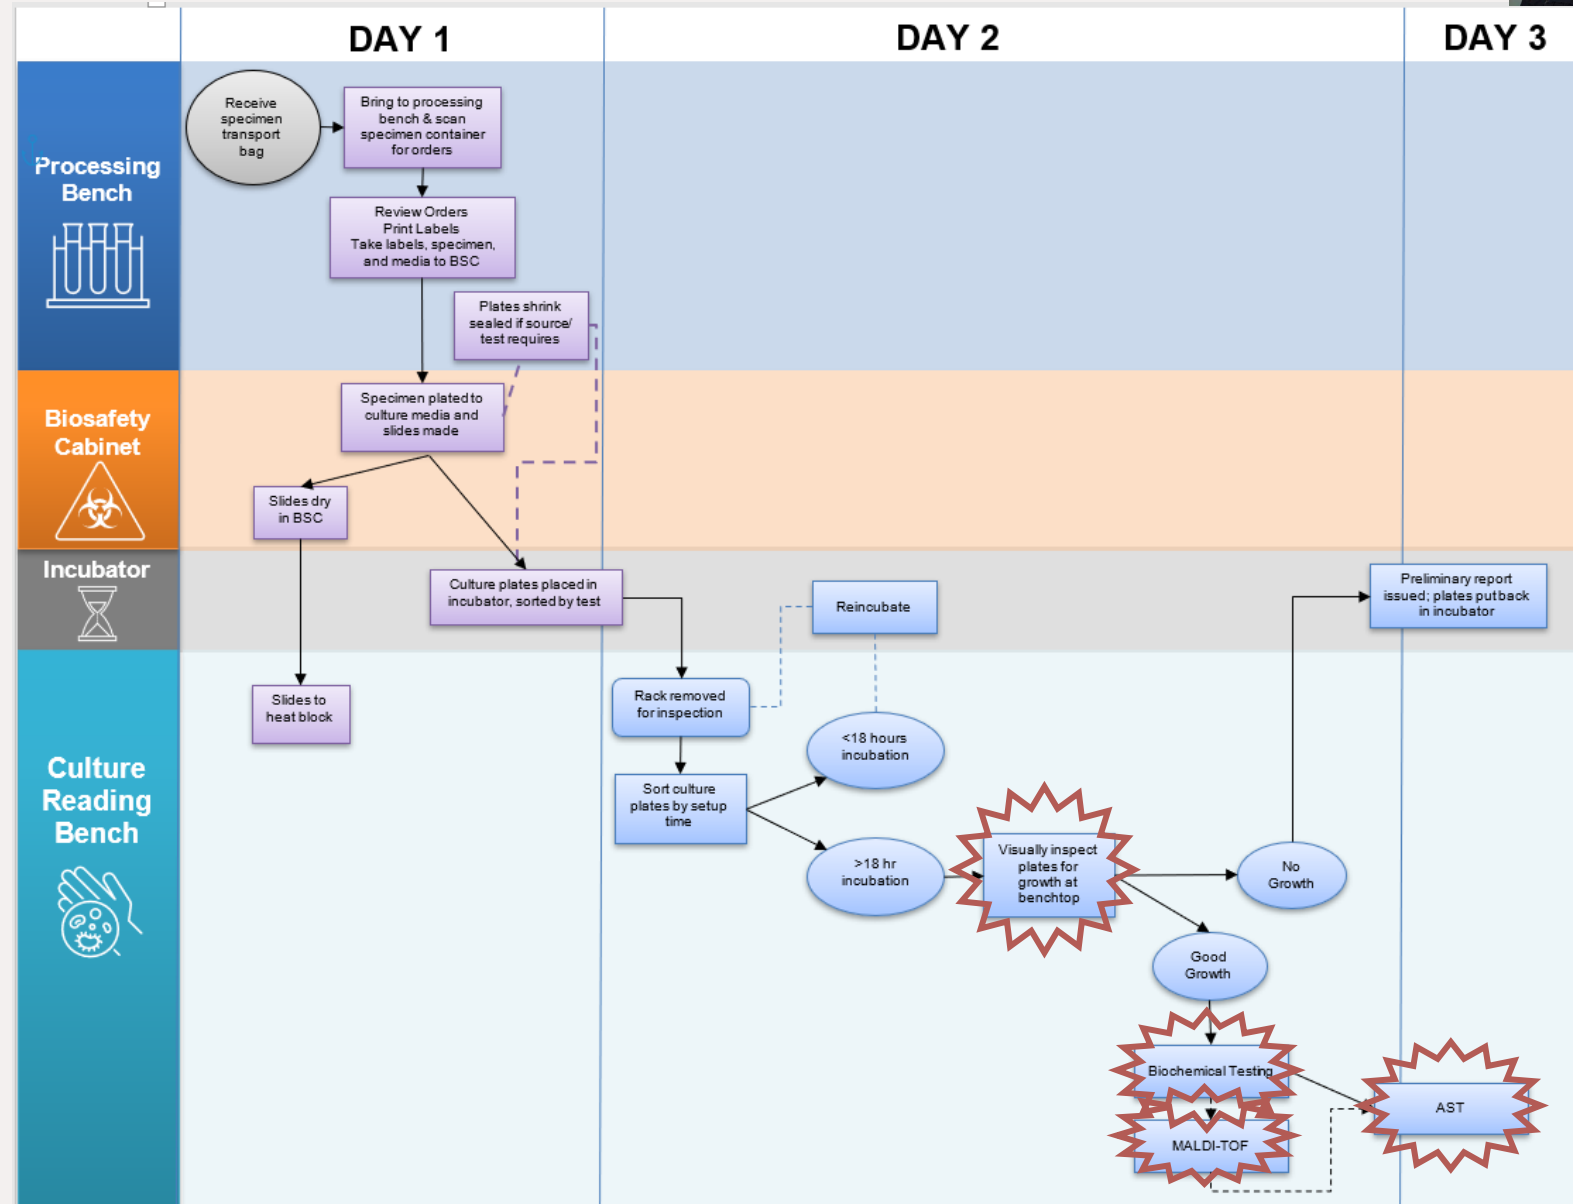 DAY 1
DAY 2
DAY 3
Processing
Bench
Receive
specimen
transport
bag
Bring to processing
bench & scan
specimen container
for orders
Review Orders
Print Labels
Take labels, specimen,
and media to BSC
Plates shrink
sealed if source/
test requires
Biosafety
Cabinet
Specimen plated to
culture media and
slides made
Slides dry
in BSC
Incubator
Culture plates placed in
incubator, sorted by test
Reincubate
Preliminary report
issued; plates put back
in incubator
Culture
Reading
Bench
Slides to
heat block
Rack removed
for inspection
Sort culture
plates by setup
time
<18 hours
incubation
>18 hr
incubation
Visually inspect
plates for
growth at
benchtop
No
Growth
Good
Growth
Biochemical Testing
MALDI-TOF
AST